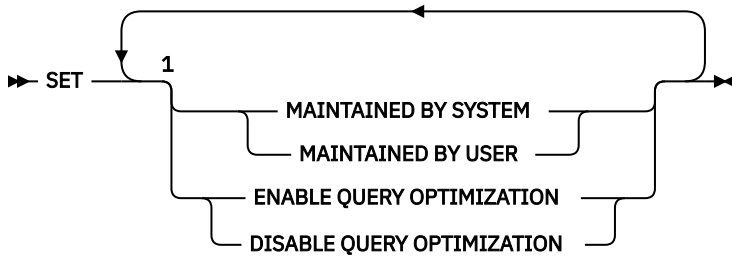 1
SET
MAINTAINED BY SYSTEM
MAINTAINED BY USER
ENABLE QUERY OPTIMIZATION
DISABLE QUERY OPTIMIZATION